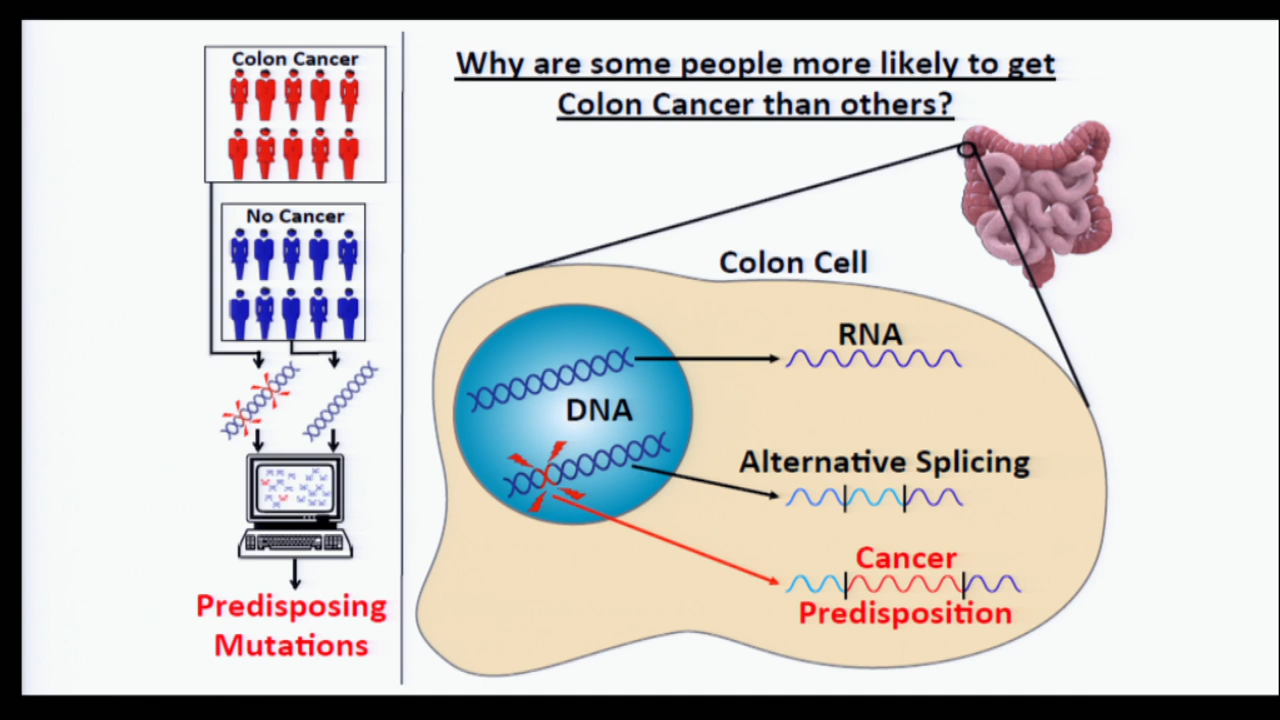 Colon Cancer
No Cancer
Predisposing
Mutations
Why are some people more likely to get
Colon Cancer than others?
Colon Cell
RNA
DNA
Alternative Splicing
Cancer
Predisposition